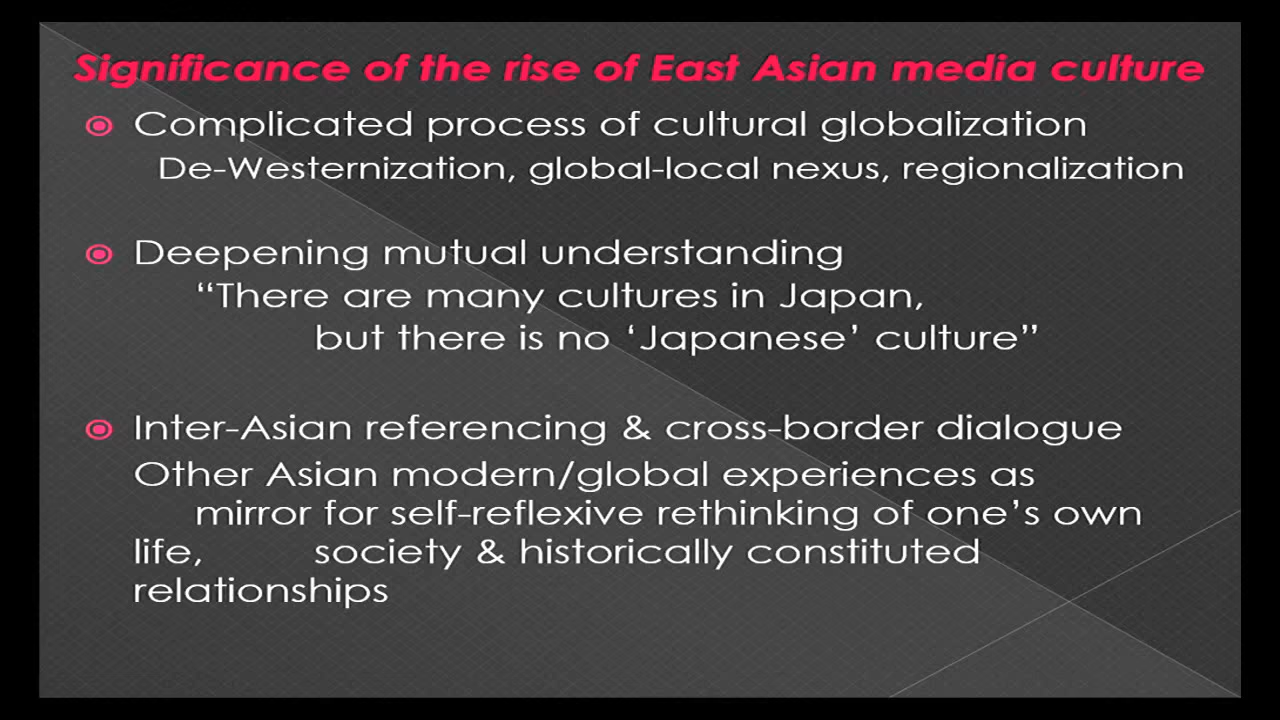 Significance of the rise of East Asian media culture
Complicated process of cultural globalization
De-Westernization, global-local nexus, regionalization
Deepening mutual understanding
“There are many cultures in Japan,
but there is no ‘Japanese’ culture”
Inter-Asian referencing & cross-border dialogue
Other Asian modern/global experiences as
mirror for self-reflexive rethinking of one’s own
life, society & historically constituted
relationships